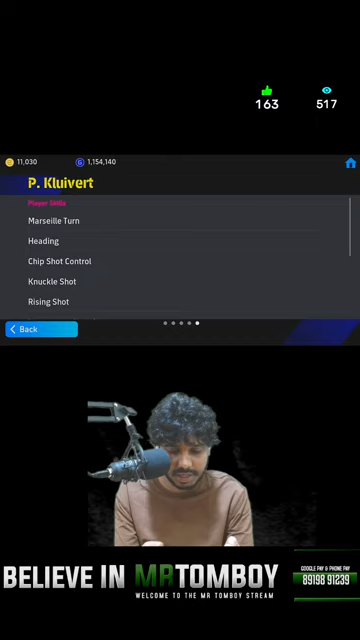 163
517
11,030
1,154,140
P. Kluivert
Player Skills
Marseille Turn
Heading
Chip Shot Control
Knuckle Shot
Rising Shot
Back
BELIEVE IN MRTOMBOY
WELCOME TO THE MR TOMBOY STREAM
GOOGLE PAY & PHONE PAY
89198 91239